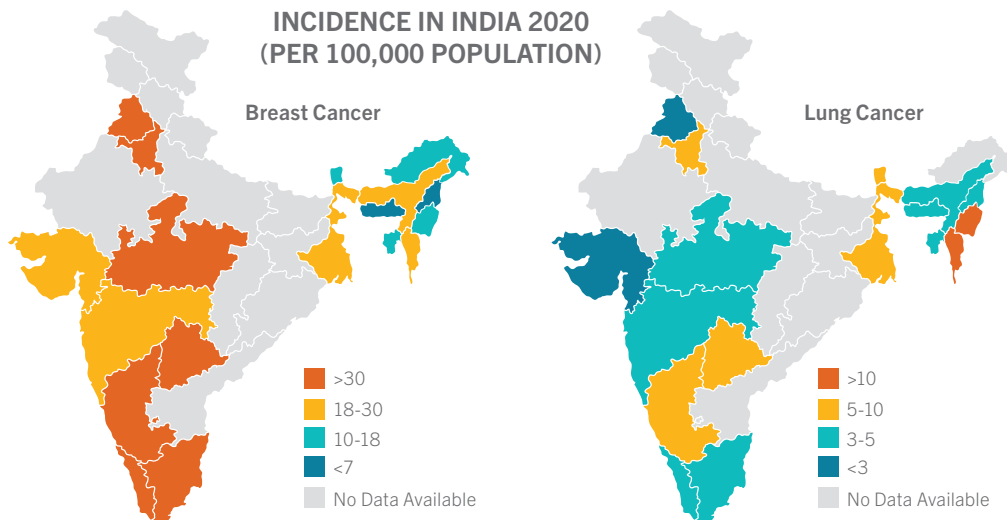 INCIDENCE IN INDIA 2020
(PER 100,000 POPULATION)
Breast Cancer
>30
18-30
10-18
<7
No Data Available
Lung Cancer
>10
5-10
3-5
<3
No Data Available